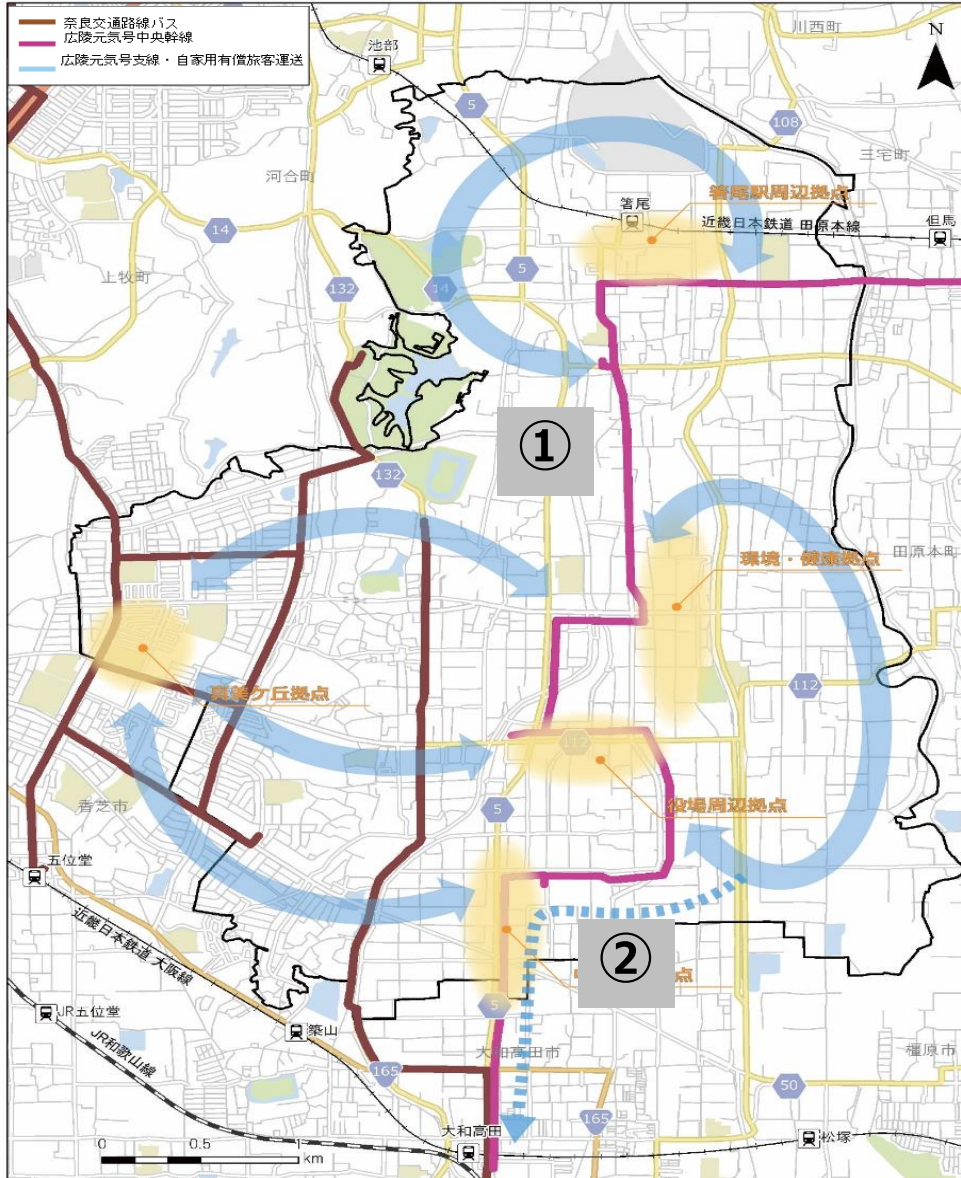 奈良交通路線バス
広陵元気号中央幹線
広陵元気号支線・自家用有償旅客運送
川西町
N
池部
5
108
三宅町
河合町
箸尾駅周辺拠点
箸尾
近畿日本鉄道 田原本線
但馬
14
5
上牧町
132
14
①
132
田原本町
環境・健康拠点
112
真美ケ丘拠点
112
役場周辺拠点
5
香芝市
五位堂
近畿日本鉄道 大阪線
②
点
5
JR五位堂
築山
JR和歌山線
大和高田市
橿原市
165
50
165
大和高田
松塚
0 0.5 1
km